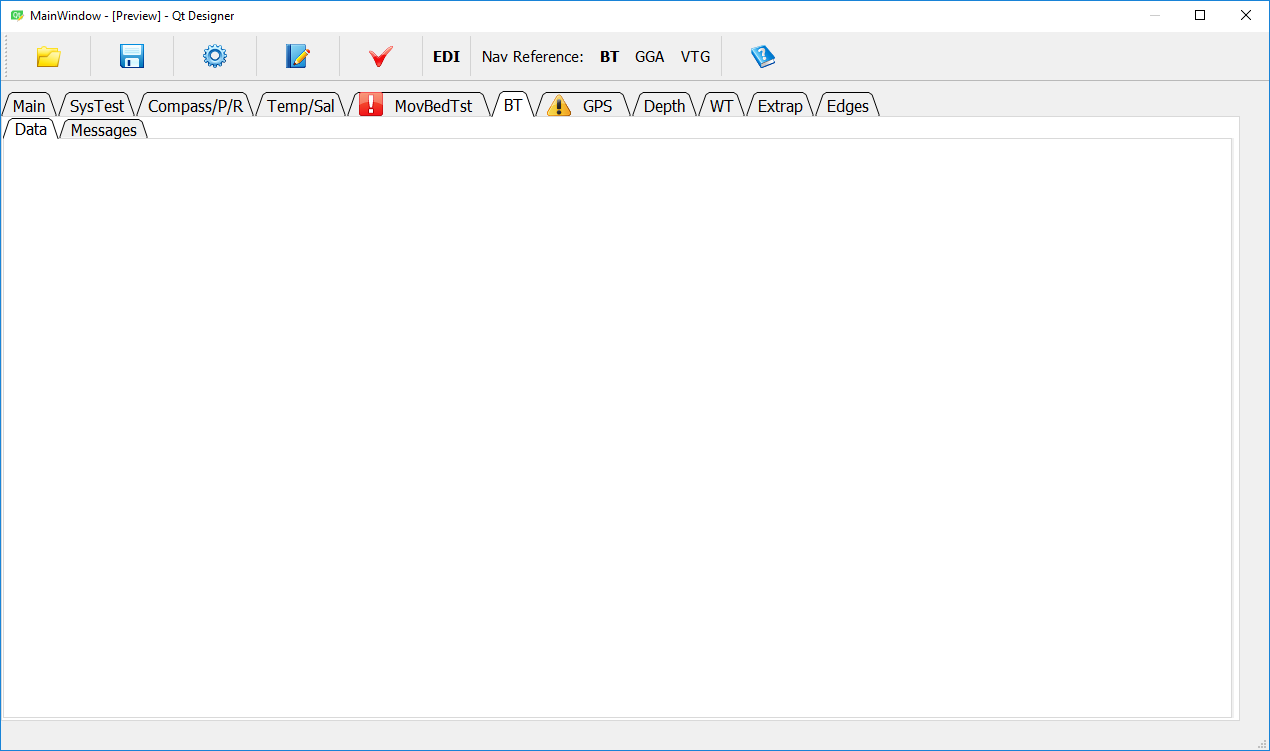 MainWindow - [Preview] - Qt Designer
EDI Nav Reference: BT GGA VTG
Main SysTest Compass/P/R Temp/Sal MovBedTst BT GPS Depth WT Extrap Edges
Data Messages